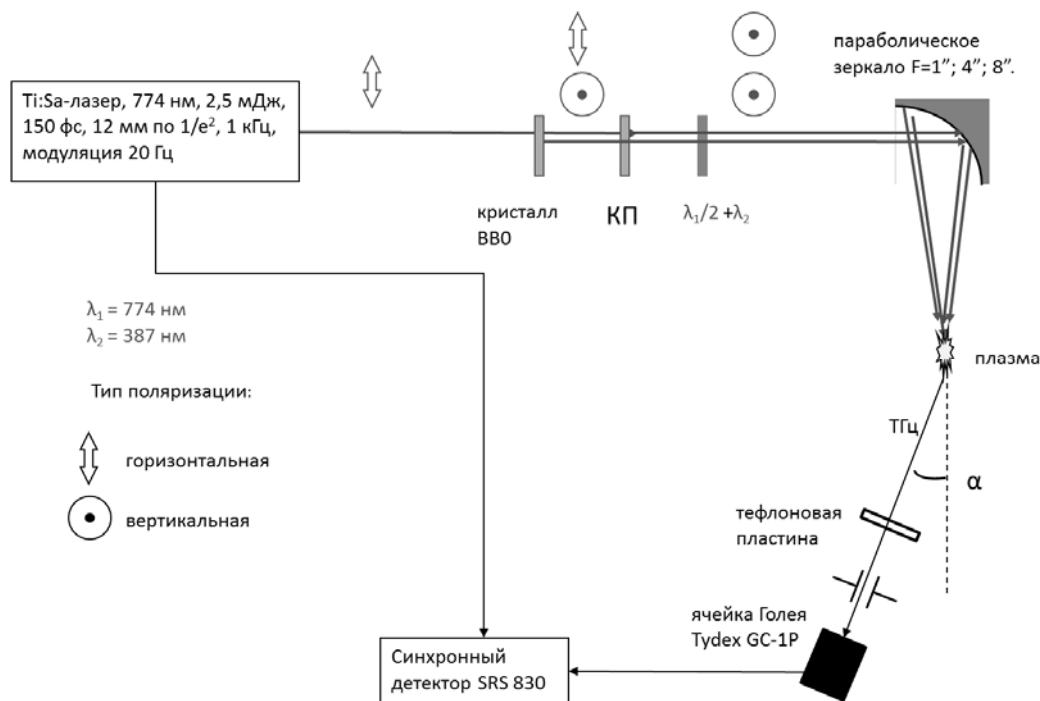 параболическое
зеркало F=1″; 4″; 8″.
Ti:Sa-лазер, 774 нм, 2,5 мДж,
150 фс, 12 мм по 1/e², 1 кГц,
модуляция 20 Гц
кристалл
BBO
КП
λ₁/2 +λ₂
λ₁ = 774 нм
λ₂ = 387 нм
плазма
Тип поляризации:
ТГц
α
горизонтальная
вертикальная
тефлоновая
пластина
ячейка Голея
Tydex GC-1P
Синхронный
детектор SRS 830